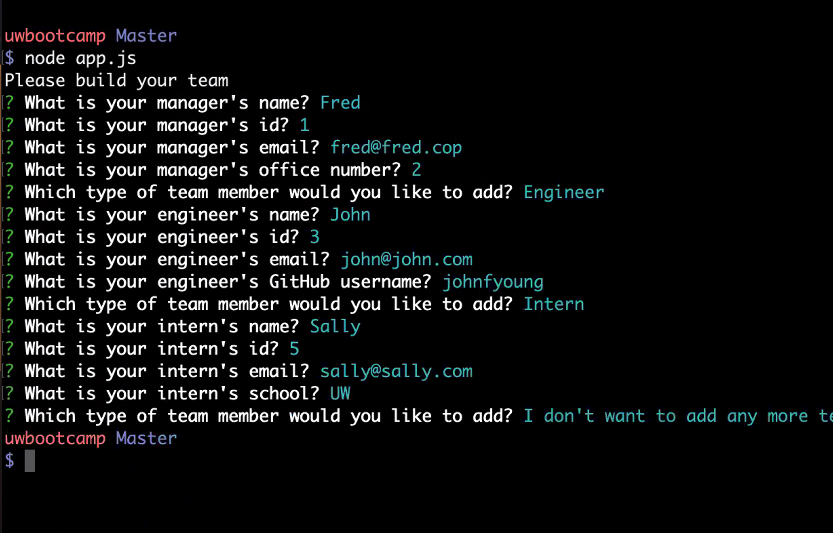 uwbootcamp Master
$ node app.js
Please build your team
? What is your manager's name? Fred
? What is your manager's id? 1
? What is your manager's email? fred@fred.cop
? What is your manager's office number? 2
? Which type of team member would you like to add? Engineer
? What is your engineer's name? John
? What is your engineer's id? 3
? What is your engineer's email? john@john.com
? What is your engineer's GitHub username? johnfyoung
? Which type of team member would you like to add? Intern
? What is your intern's name? Sally
? What is your intern's id? 5
? What is your intern's email? sally@sally.com
? What is your intern's school? UW
? Which type of team member would you like to add? I don't want to add any more te
uwbootcamp Master
$